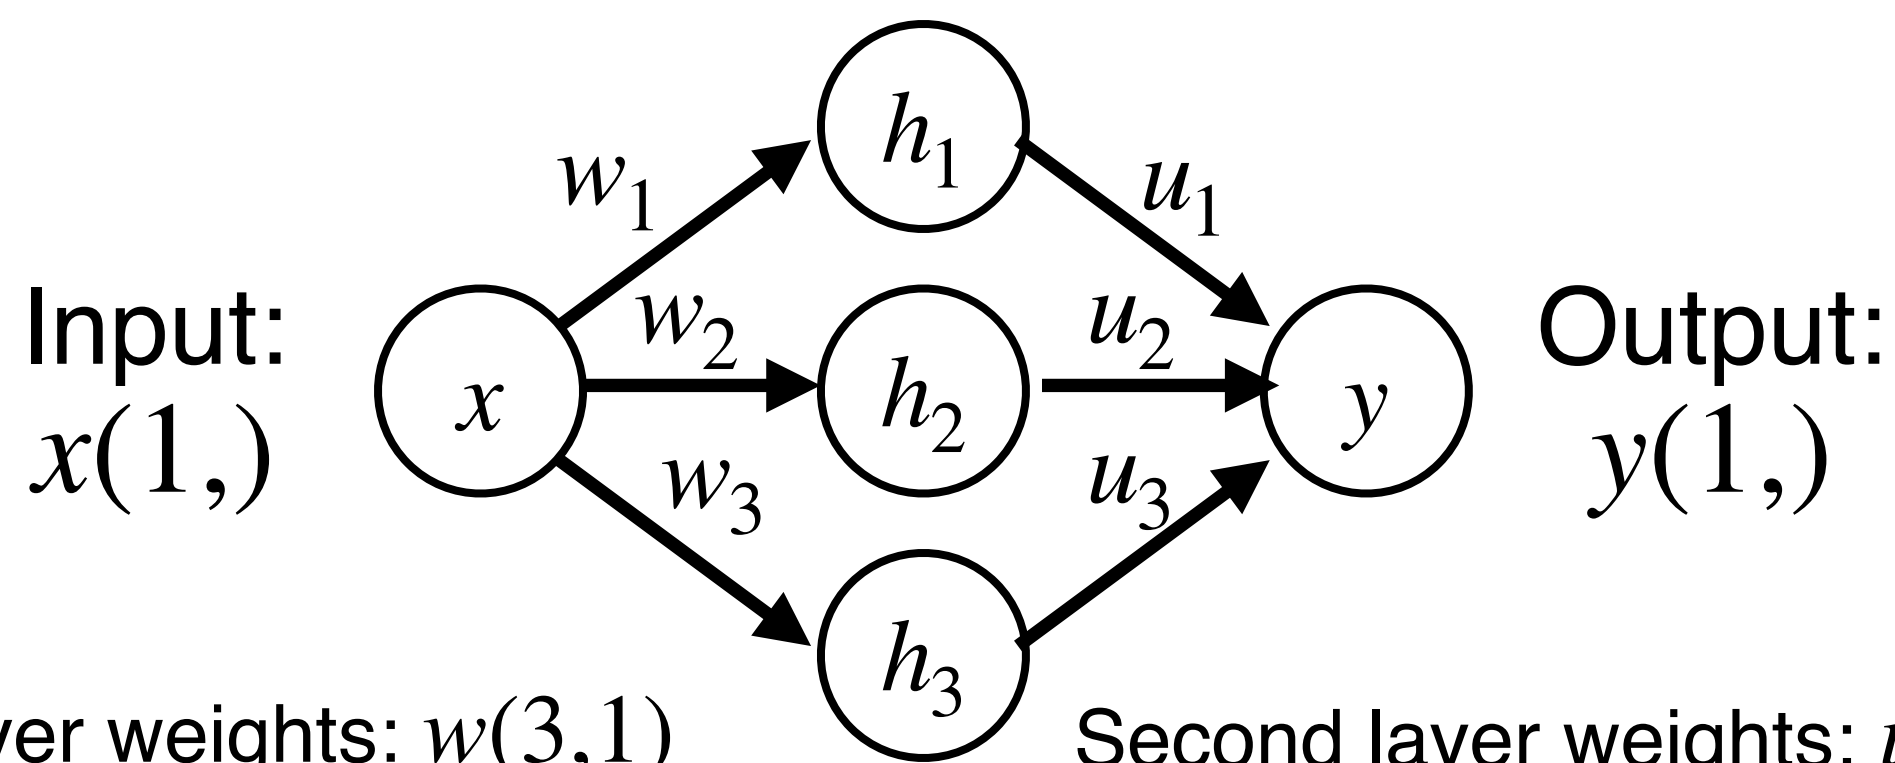 h₁
w₁
u₁
Input:
w₂
u₂
Output:
x
h₂
y
x(1,)
y(1,)
w₃
u₃
h₃
weights: w(3,1)
Second layer weights: